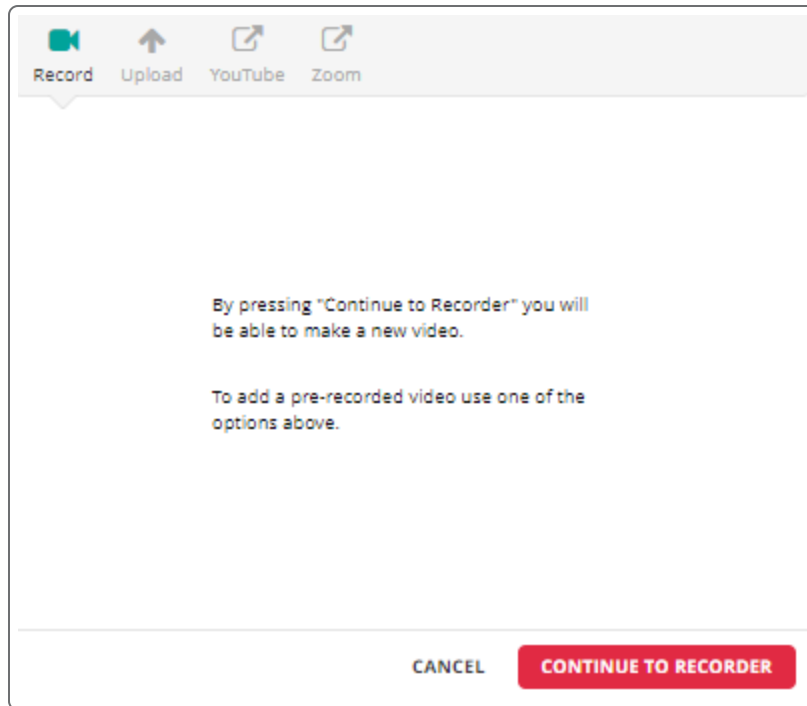 Record Upload YouTube Zoom
By pressing "Continue to Recorder" you will
be able to make a new video.
To add a pre-recorded video use one of the
options above.
CANCEL CONTINUE TO RECORDER